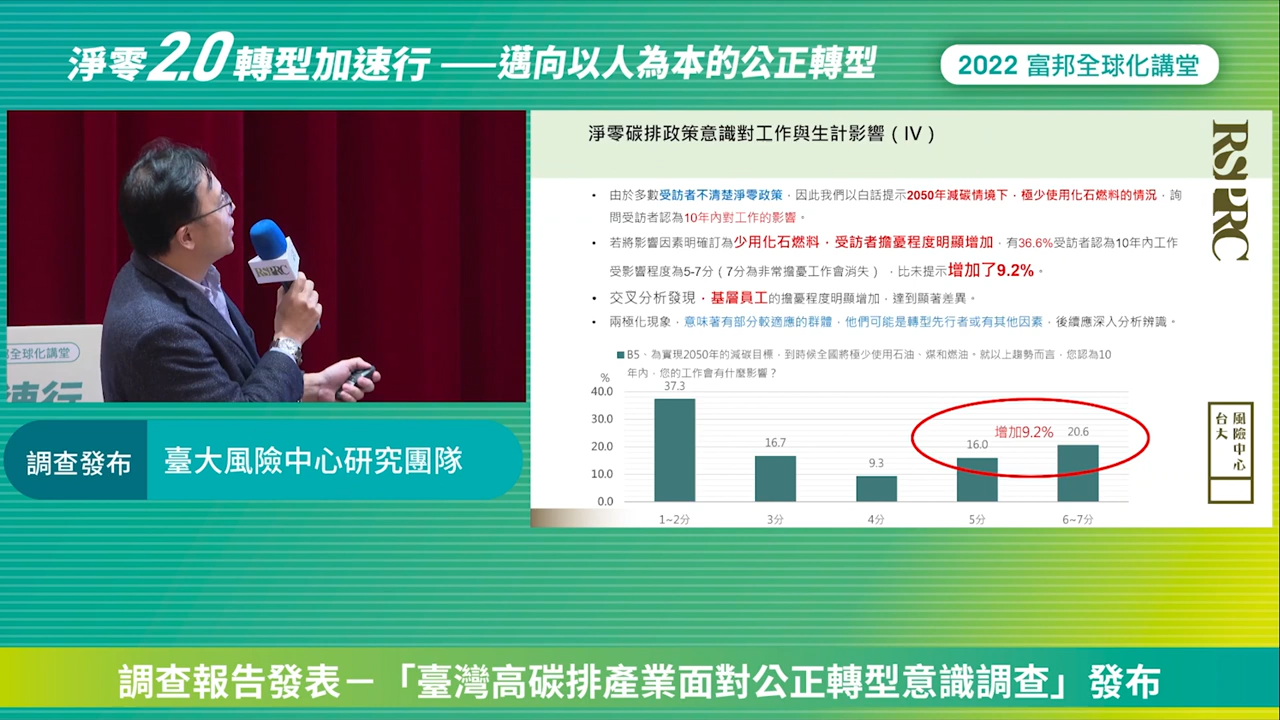 淨零2.0轉型加速行——邁向以人為本的公正轉型
2022 富邦全球化講堂
淨零碳排政策意識對工作與生計影響（IV）
RSPRC
• 由於多數受訪者不清楚淨零政策，因此我們以白話提示2050年減碳情境下，極少使用化石燃料的情況，詢
問受訪者認為10年內對工作的影響。
• 若將影響因素明確訂為少用化石燃料，受訪者擔憂程度明顯增加，有36.6%受訪者認為10年內工作
受影響程度為5-7分（7分為非常擔憂工作會消失），比未提示增加了9.2%。
• 交叉分析發現，基層員工的擔憂程度明顯增加，達到顯著差異。
• 兩極化現象，意味著有部分較適應的群體，他們可能是轉型先行者或有其他因素，後續應深入分析辨識。
B5、為實現2050年的減碳目標，到時候全國將極少使用石油、煤和燃油。就以上趨勢而言，您認為10
年內，您的工作會有什麼影響？
%
40.0
30.0
20.0
10.0
0.0
37.3
16.7
9.3
16.0
20.6
增加9.2%
1~2分
3分
4分
5分
6~7分
台大
風險中心
RSPRC
邦全球化講堂
速行
調查發布
臺大風險中心研究團隊
調查報告發表－「臺灣高碳排產業面對公正轉型意識調查」發布